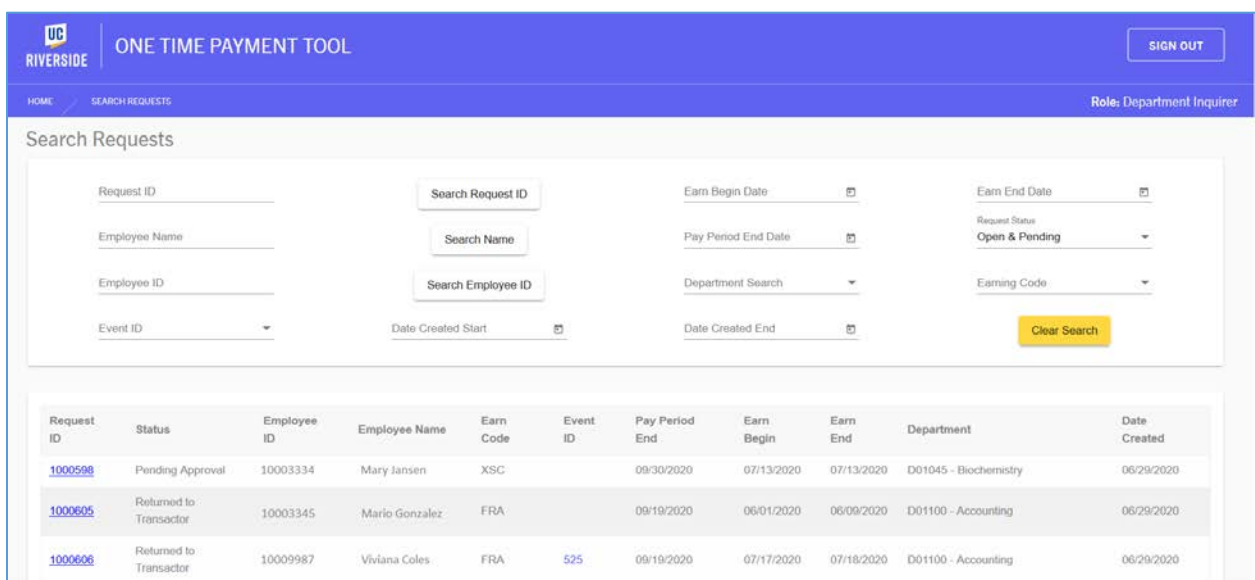 UC
RIVERSIDE
ONE TIME PAYMENT TOOL
SIGN OUT
HOME SEARCH REQUESTS Role: Department Inquirer
Search Requests
Request ID Search Request ID Earn Begin Date Earn End Date
Request Status
Employee Name Search Name Pay Period End Date Open & Pending
Employee ID Search Employee ID Department Search Earning Code
Event ID Date Created Start Date Created End Clear Search
Request Employee Earn Event Pay Period Earn Earn Date
ID Status ID Employee Name Code ID End Begin End Department Created
1000598 Pending Approval 10003334 Mary Jansen XSC 09/30/2020 07/13/2020 07/13/2020 D01045 - Biochemistry 06/29/2020
Returned to
1000605 Transactor 10003345 Mario Gonzalez FRA 09/19/2020 06/01/2020 06/09/2020 D01100 - Accounting 06/29/2020
Returned to
1000606 Transactor 10009987 Viviana Coles FRA 525 09/19/2020 07/17/2020 07/18/2020 D01100 - Accounting 06/29/2020